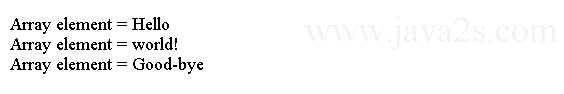 Array element = Hello
www.java2s.com
Array element = world!
Array element = Good-bye